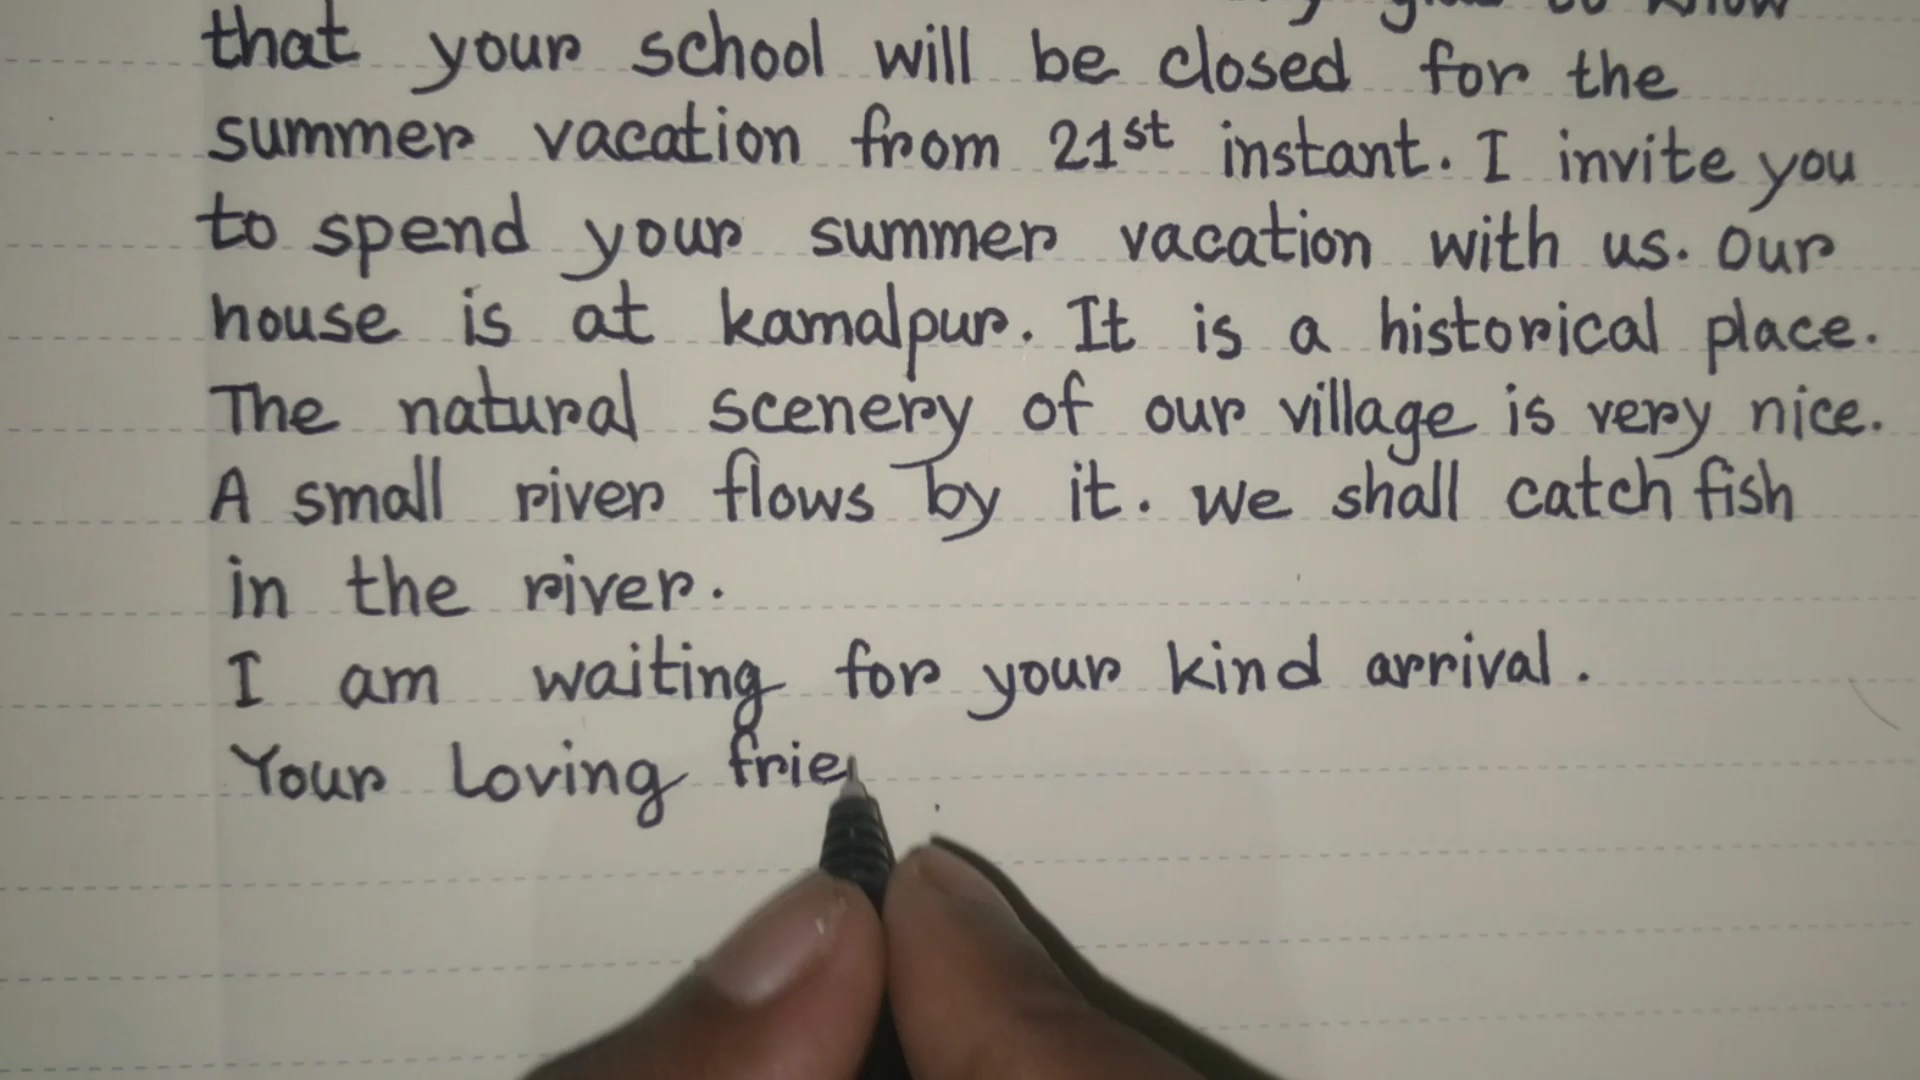 to know
that your school will be closed for the
summer vacation from 21st instant. I invite you
to spend your summer vacation with us. Our
house is at kamalpur. It is a historical place.
The natural scenery of our village is very nice.
A small river flows by it. We shall catch fish
in the river.
I am waiting for your kind arrival.
Your Loving frie